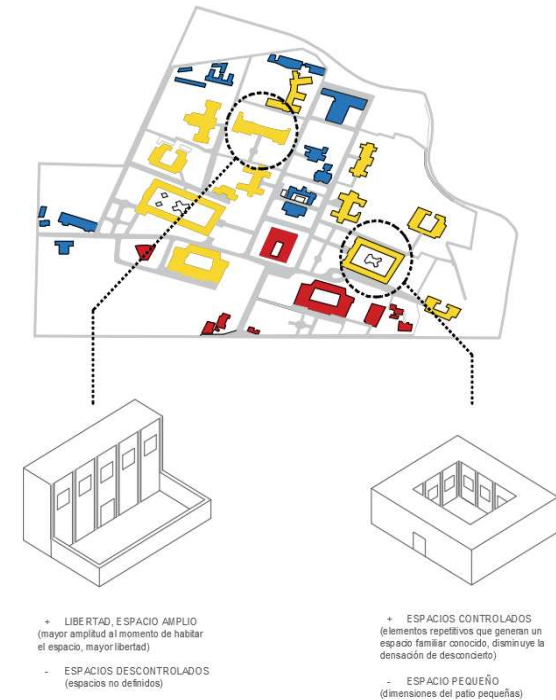 + LIBERTAD, ESPACIO AMPLIO
(mayor amplitud al momento de habitar
el espacio, mayor libertad)
- ESPACIOS DESCONTROLADOS
(espacios no definidos)
+ ESPACIOS CONTROLADOS
(elementos repetitivos que generan un
espacio familiar conocido, disminuye la
densación de desconcierto)
- ESPACIO PEQUEÑO
(dimensiones del patio pequeñas)